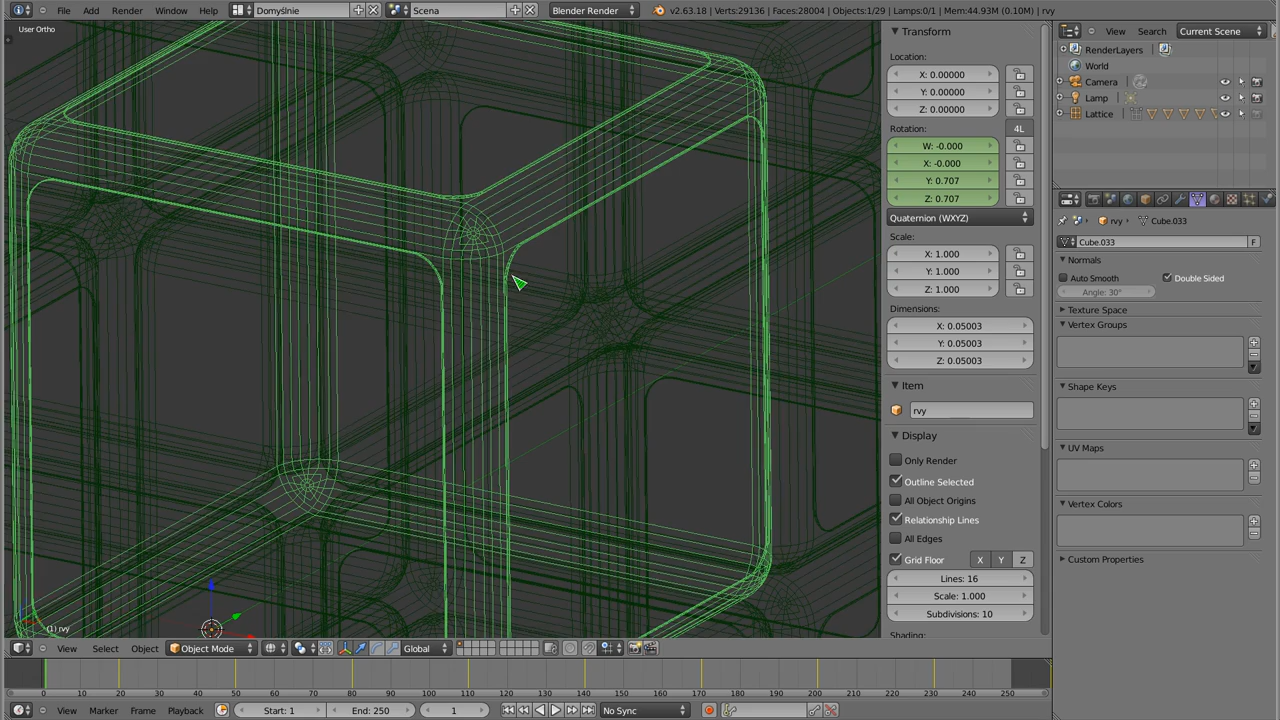 File Add Render Window Help Domyślnie Scena Blender Render v2.63.18 | Verts:29136 | Faces:28004 | Objects:1/29 | Lamps:0/1 | Mem:44.93M (0.10M) | rvy
User Ortho
(1) rvy
Transform
Location:
X: 0.00000
Y: 0.00000
Z: 0.00000
Rotation: 4L
W: -0.000
X: -0.000
Y: 0.707
Z: 0.707
Quaternion (WXYZ)
Scale:
X: 1.000
Y: 1.000
Z: 1.000
Dimensions:
X: 0.05003
Y: 0.05003
Z: 0.05003
Item
rvy
Display
Only Render
Outline Selected
All Object Origins
Relationship Lines
All Edges
Grid Floor X Y Z
Lines: 16
Scale: 1.000
Subdivisions: 10
Shading:
View Search Current Scene
RenderLayers
World
Camera
Lamp
Lattice
rvy Cube.033
Cube.033 F
Normals
Auto Smooth Double Sided
Angle: 30°
Texture Space
Vertex Groups
Shape Keys
UV Maps
Vertex Colors
Custom Properties
View Select Object Object Mode Global
0 10 20 30 40 50 60 70 80 90 100 110 120 130 140 150 160 170 180 190 200 210 220 230 240 250
View Marker Frame Playback Start: 1 End: 250 1 No Sync